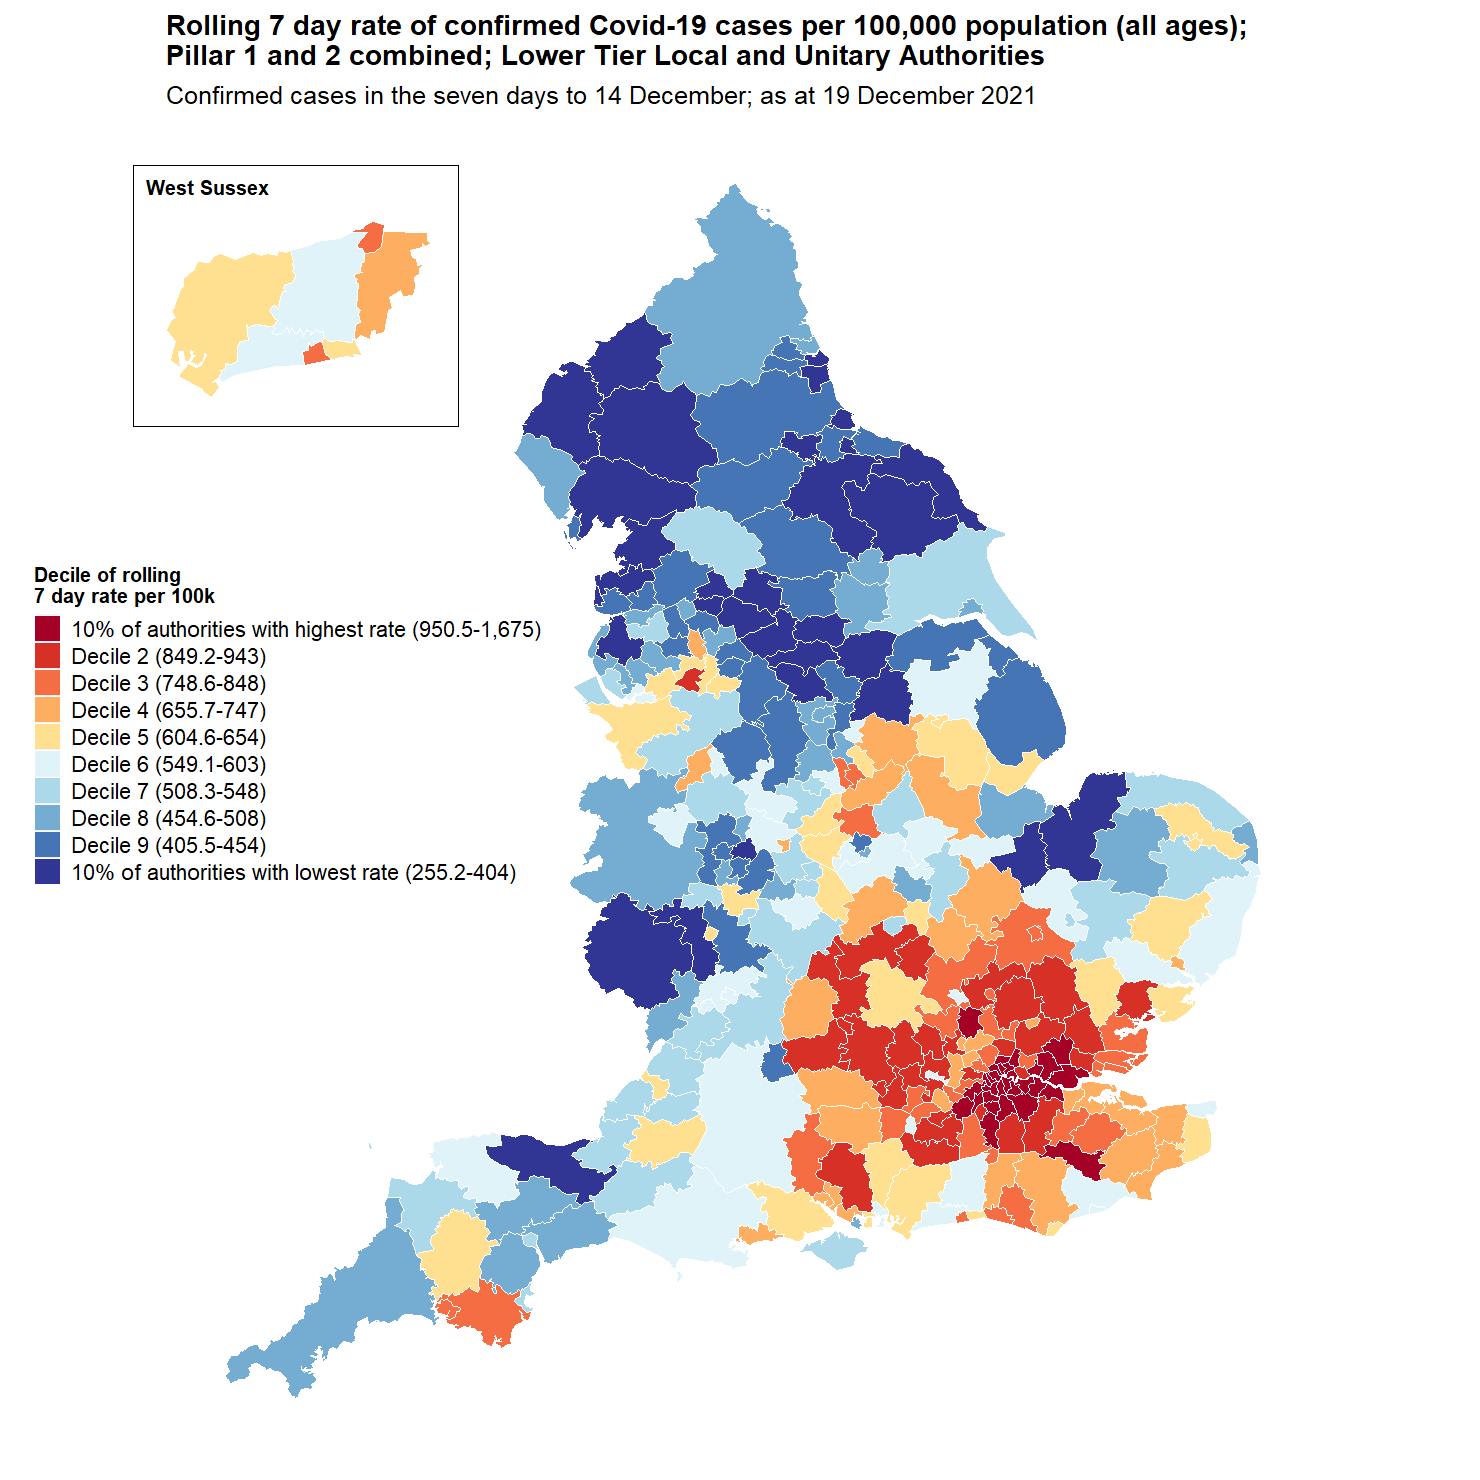 Rolling 7 day rate of confirmed Covid-19 cases per 100,000 population (all ages);
Pillar 1 and 2 combined; Lower Tier Local and Unitary Authorities
Confirmed cases in the seven days to 14 December; as at 19 December 2021
West Sussex
Decile of rolling
7 day rate per 100k
10% of authorities with highest rate (950.5-1,675)
Decile 2 (849.2-943)
Decile 3 (748.6-848)
Decile 4 (655.7-747)
Decile 5 (604.6-654)
Decile 6 (549.1-603)
Decile 7 (508.3-548)
Decile 8 (454.6-508)
Decile 9 (405.5-454)
10% of authorities with lowest rate (255.2-404)